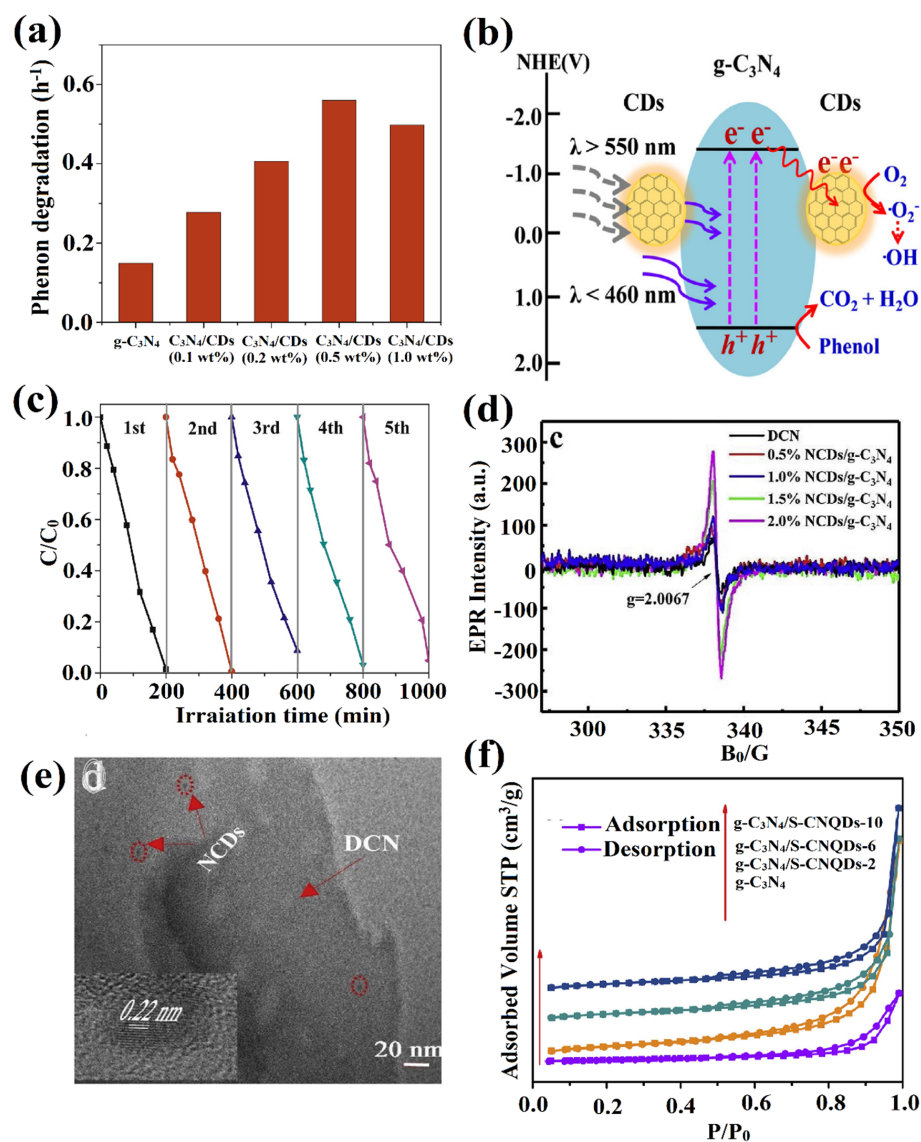 (a)
Phenon degradation (h⁻¹)
0.6
0.4
0.2
0.0
g-C₃N₄
C₃N₄/CDs
(0.1 wt%)
C₃N₄/CDs
(0.2 wt%)
C₃N₄/CDs
(0.5 wt%)
C₃N₄/CDs
(1.0 wt%)
(b)
NHE(V)
g-C₃N₄
CDs
CDs
-2.0
-1.0
0.0
1.0
2.0
λ > 550 nm
λ < 460 nm
e⁻ e⁻
e⁻e⁻
O₂
·O₂⁻
·OH
CO₂ + H₂O
h⁺ h⁺
Phenol
(c)
C/C₀
1.0
0.8
0.6
0.4
0.2
0.0
1st
2nd
3rd
4th
5th
0
200
400
600
800
1000
Irraiation time (min)
(d)
c
EPR Intensity (a.u.)
300
200
100
0
-100
-200
-300
DCN
0.5% NCDs/g-C₃N₄
1.0% NCDs/g-C₃N₄
1.5% NCDs/g-C₃N₄
2.0% NCDs/g-C₃N₄
g=2.0067
300
335
340
345
350
B₀/G
(e)
d
NCDs
DCN
0.22 nm
20 nm
(f)
Adsorbed Volume STP (cm³/g)
Adsorption
Desorption
g-C₃N₄/S-CNQDs-10
g-C₃N₄/S-CNQDs-6
g-C₃N₄/S-CNQDs-2
g-C₃N₄
0.0
0.2
0.4
0.6
0.8
1.0
P/P₀